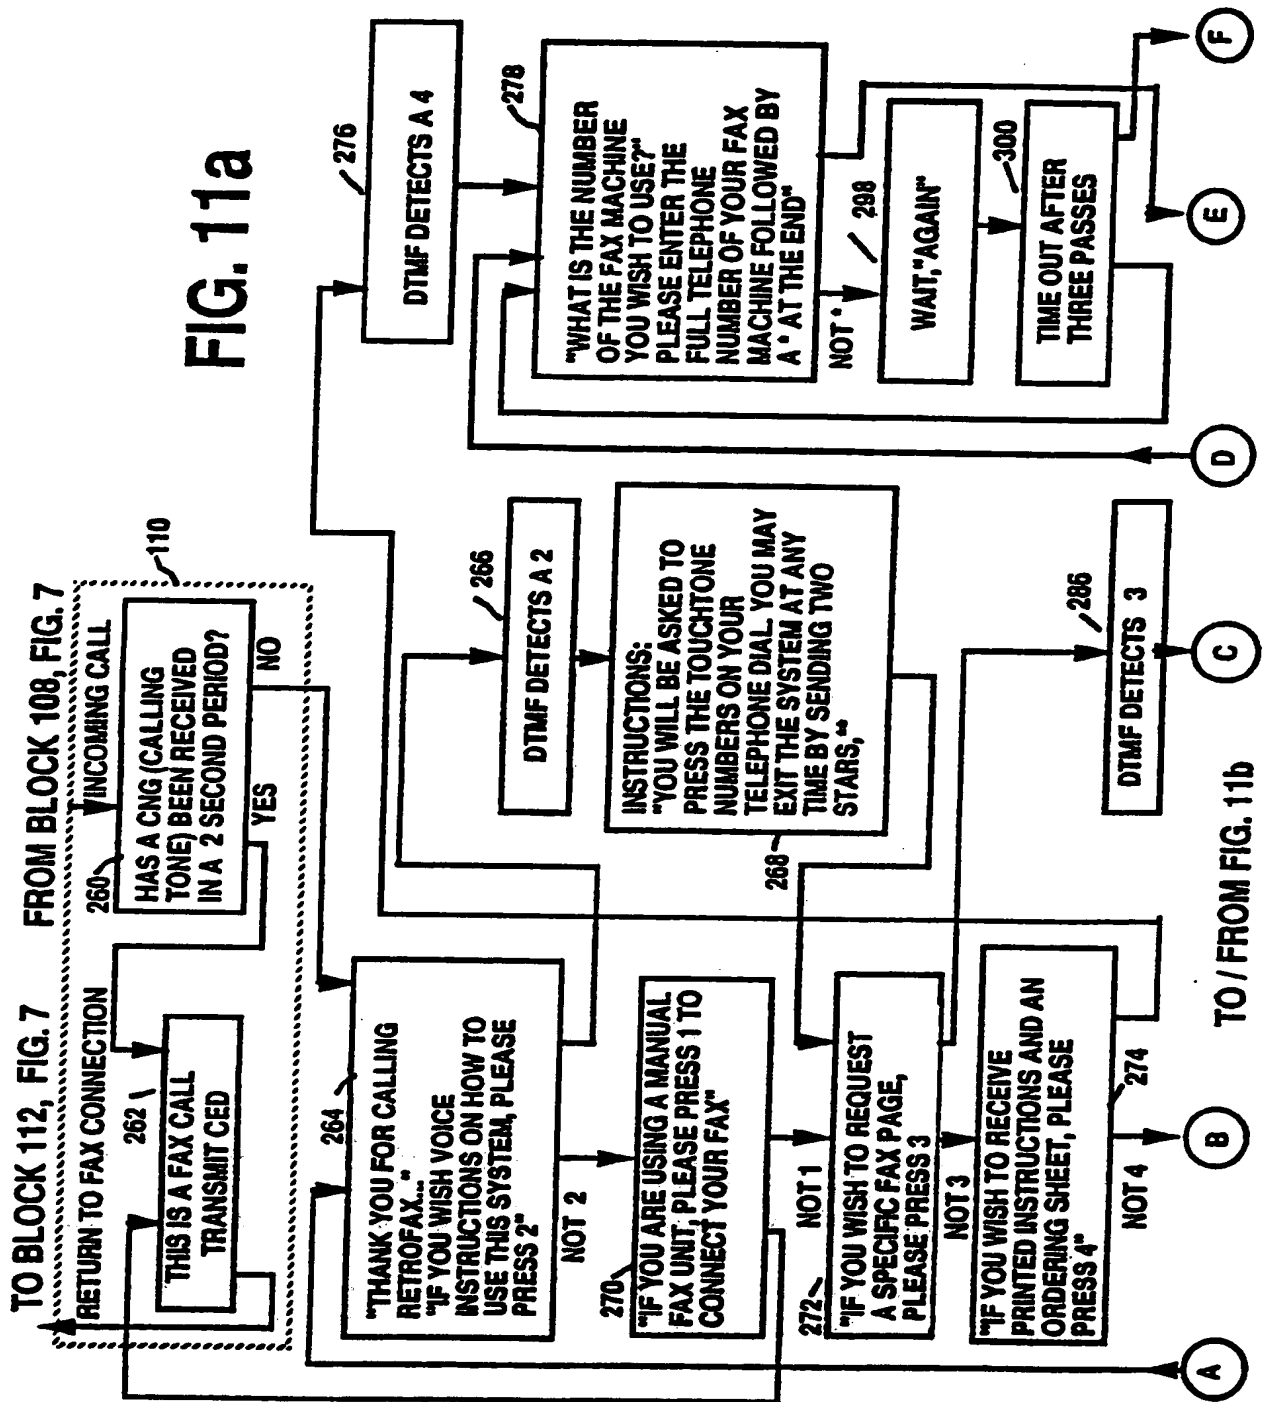 FIG. 11a
TO BLOCK 112, FIG. 7
FROM BLOCK 108, FIG. 7
RETURN TO FAX CONNECTION
INCOMING CALL
110
260
HAS A CNG (CALLING
TONE) BEEN RECEIVED
IN A 2 SECOND PERIOD?
YES
NO
262
THIS IS A FAX CALL
TRANSMIT CED
264
"THANK YOU FOR CALLING
RETROFAX..."
"IF YOU WISH VOICE
INSTRUCTIONS ON HOW TO
USE THIS SYSTEM, PLEASE
PRESS 2"
NOT 2
266
DTMF DETECTS A 2
268
INSTRUCTIONS:
"YOU WILL BE ASKED TO
PRESS THE TOUCHTONE
NUMBERS ON YOUR
TELEPHONE DIAL. YOU MAY
EXIT THE SYSTEM AT ANY
TIME BY SENDING TWO
STARS,**
270
"IF YOU ARE USING A MANUAL
FAX UNIT, PLEASE PRESS 1 TO
CONNECT YOUR FAX"
NOT 1
272
"IF YOU WISH TO REQUEST
A SPECIFIC FAX PAGE,
PLEASE PRESS 3
NOT 3
274
"IF YOU WISH TO RECEIVE
PRINTED INSTRUCTIONS AND AN
ORDERING SHEET, PLEASE
PRESS 4"
NOT 4
276
DTMF DETECTS A 4
278
"WHAT IS THE NUMBER
OF THE FAX MACHINE
YOU WISH TO USE?"
PLEASE ENTER THE
FULL TELEPHONE
NUMBER OF YOUR FAX
MACHINE FOLLOWED BY
A * AT THE END"
NOT *
298
WAIT,"AGAIN"
300
TIME OUT AFTER
THREE PASSES
286
DTMF DETECTS 3
A
B
C
D
E
F
TO / FROM FIG. 11b